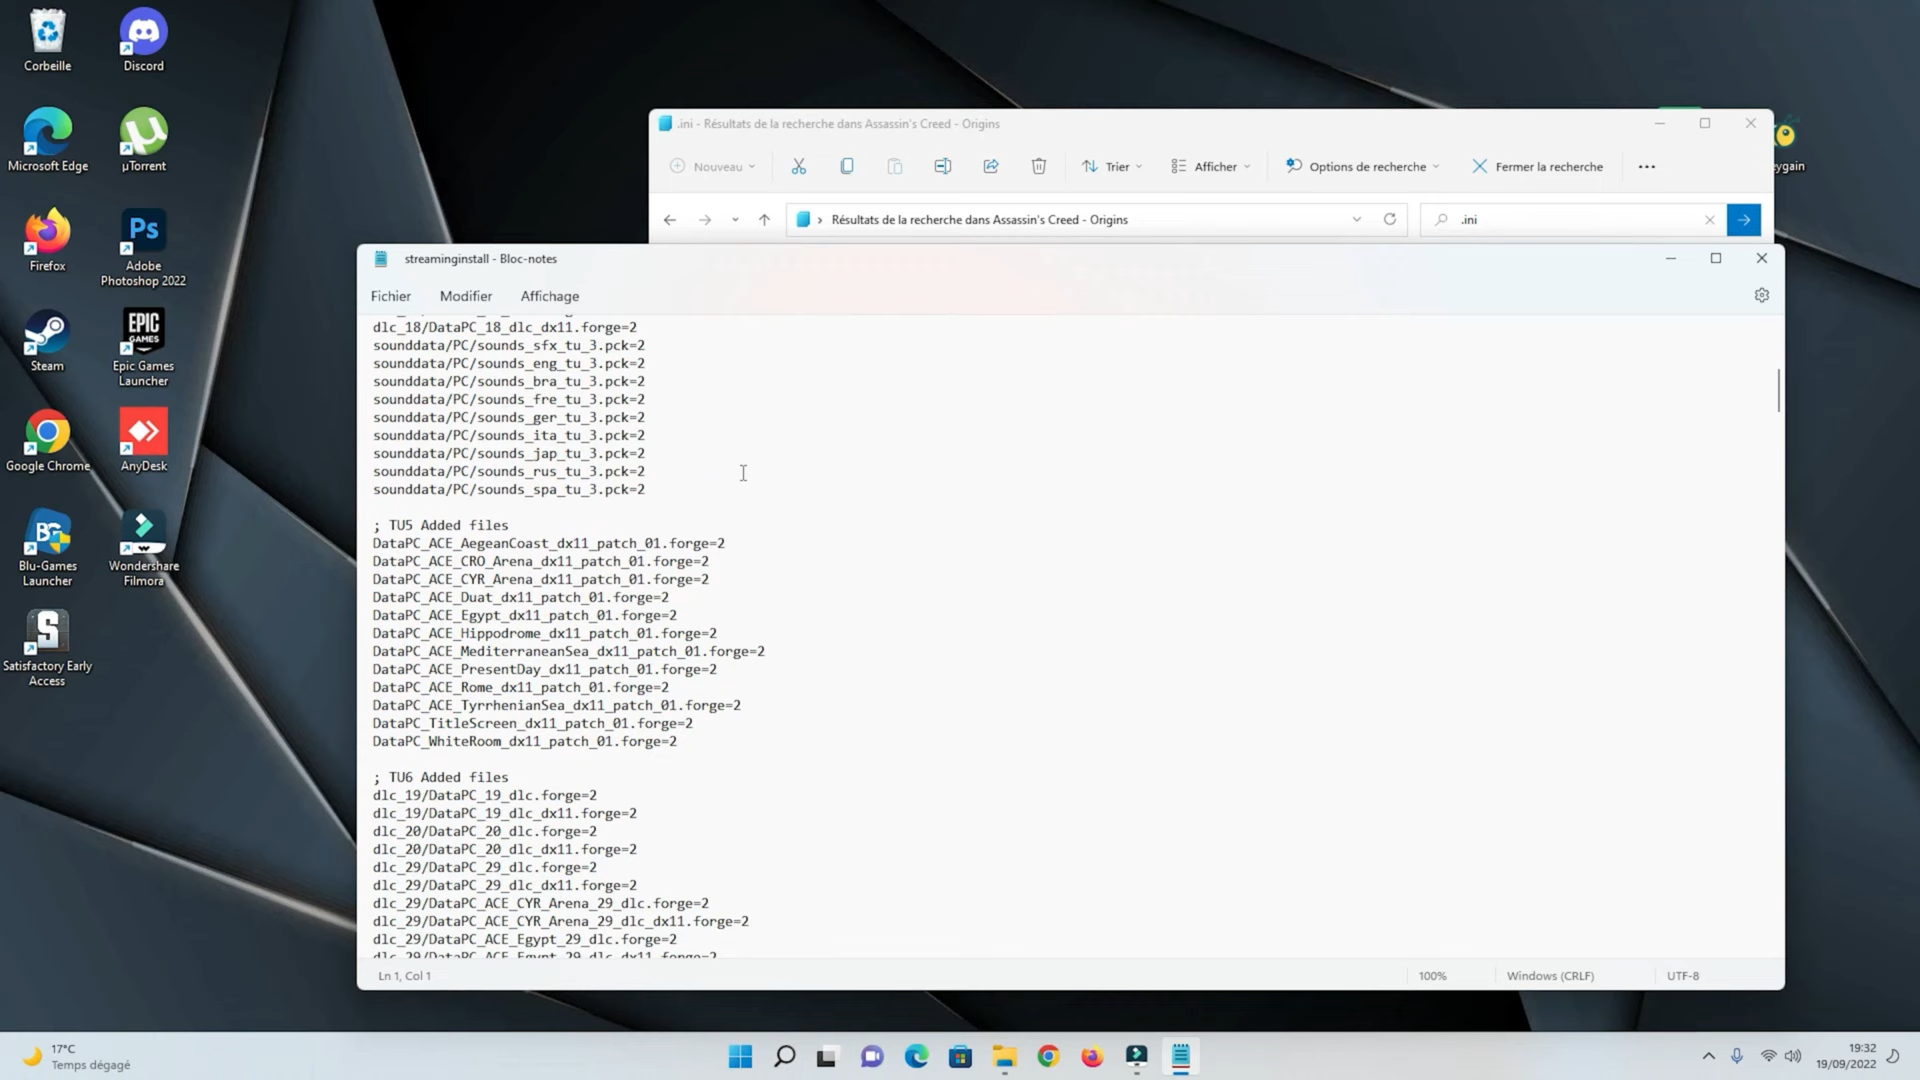 Corbeille
Discord
Microsoft Edge
µTorrent
Firefox
Adobe
Photoshop 2022
Steam
Epic Games
Launcher
Google Chrome
AnyDesk
Blu-Games
Launcher
Wondershare
Filmora
Satisfactory Early
Access
.ini - Résultats de la recherche dans Assassin's Creed - Origins
Nouveau
Trier
Afficher
Options de recherche
Fermer la recherche
Résultats de la recherche dans Assassin's Creed - Origins
.ini
streaminginstall - Bloc-notes
Fichier Modifier Affichage
dlc_18/DataPC_18_dlc_dx11.forge=2
sounddata/PC/sounds_sfx_tu_3.pck=2
sounddata/PC/sounds_eng_tu_3.pck=2
sounddata/PC/sounds_bra_tu_3.pck=2
sounddata/PC/sounds_fre_tu_3.pck=2
sounddata/PC/sounds_ger_tu_3.pck=2
sounddata/PC/sounds_ita_tu_3.pck=2
sounddata/PC/sounds_jap_tu_3.pck=2
sounddata/PC/sounds_rus_tu_3.pck=2
sounddata/PC/sounds_spa_tu_3.pck=2
; TU5 Added files
DataPC_ACE_AegeanCoast_dx11_patch_01.forge=2
DataPC_ACE_CRO_Arena_dx11_patch_01.forge=2
DataPC_ACE_CYR_Arena_dx11_patch_01.forge=2
DataPC_ACE_Duat_dx11_patch_01.forge=2
DataPC_ACE_Egypt_dx11_patch_01.forge=2
DataPC_ACE_Hippodrome_dx11_patch_01.forge=2
DataPC_ACE_MediterraneanSea_dx11_patch_01.forge=2
DataPC_ACE_PresentDay_dx11_patch_01.forge=2
DataPC_ACE_Rome_dx11_patch_01.forge=2
DataPC_ACE_TyrrhenianSea_dx11_patch_01.forge=2
DataPC_TitleScreen_dx11_patch_01.forge=2
DataPC_WhiteRoom_dx11_patch_01.forge=2
; TU6 Added files
dlc_19/DataPC_19_dlc.forge=2
dlc_19/DataPC_19_dlc_dx11.forge=2
dlc_20/DataPC_20_dlc.forge=2
dlc_20/DataPC_20_dlc_dx11.forge=2
dlc_29/DataPC_29_dlc.forge=2
dlc_29/DataPC_29_dlc_dx11.forge=2
dlc_29/DataPC_ACE_CYR_Arena_29_dlc.forge=2
dlc_29/DataPC_ACE_CYR_Arena_29_dlc_dx11.forge=2
dlc_29/DataPC_ACE_Egypt_29_dlc.forge=2
dlc_29/DataPC_ACE_Egypt_29_dlc_dx11.forge=2
Ln 1, Col 1
100%
Windows (CRLF)
UTF-8
17°C
Temps dégagé
19:32
19/09/2022